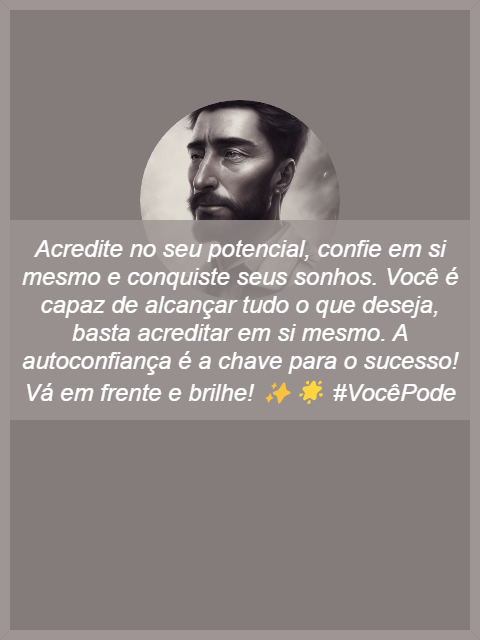 Acredite no seu potencial, confie em si
mesmo e conquiste seus sonhos. Você é
capaz de alcançar tudo o que deseja,
basta acreditar em si mesmo. A
autoconfiança é a chave para o sucesso!
Vá em frente e brilhe! ✨🌟 #VocêPode